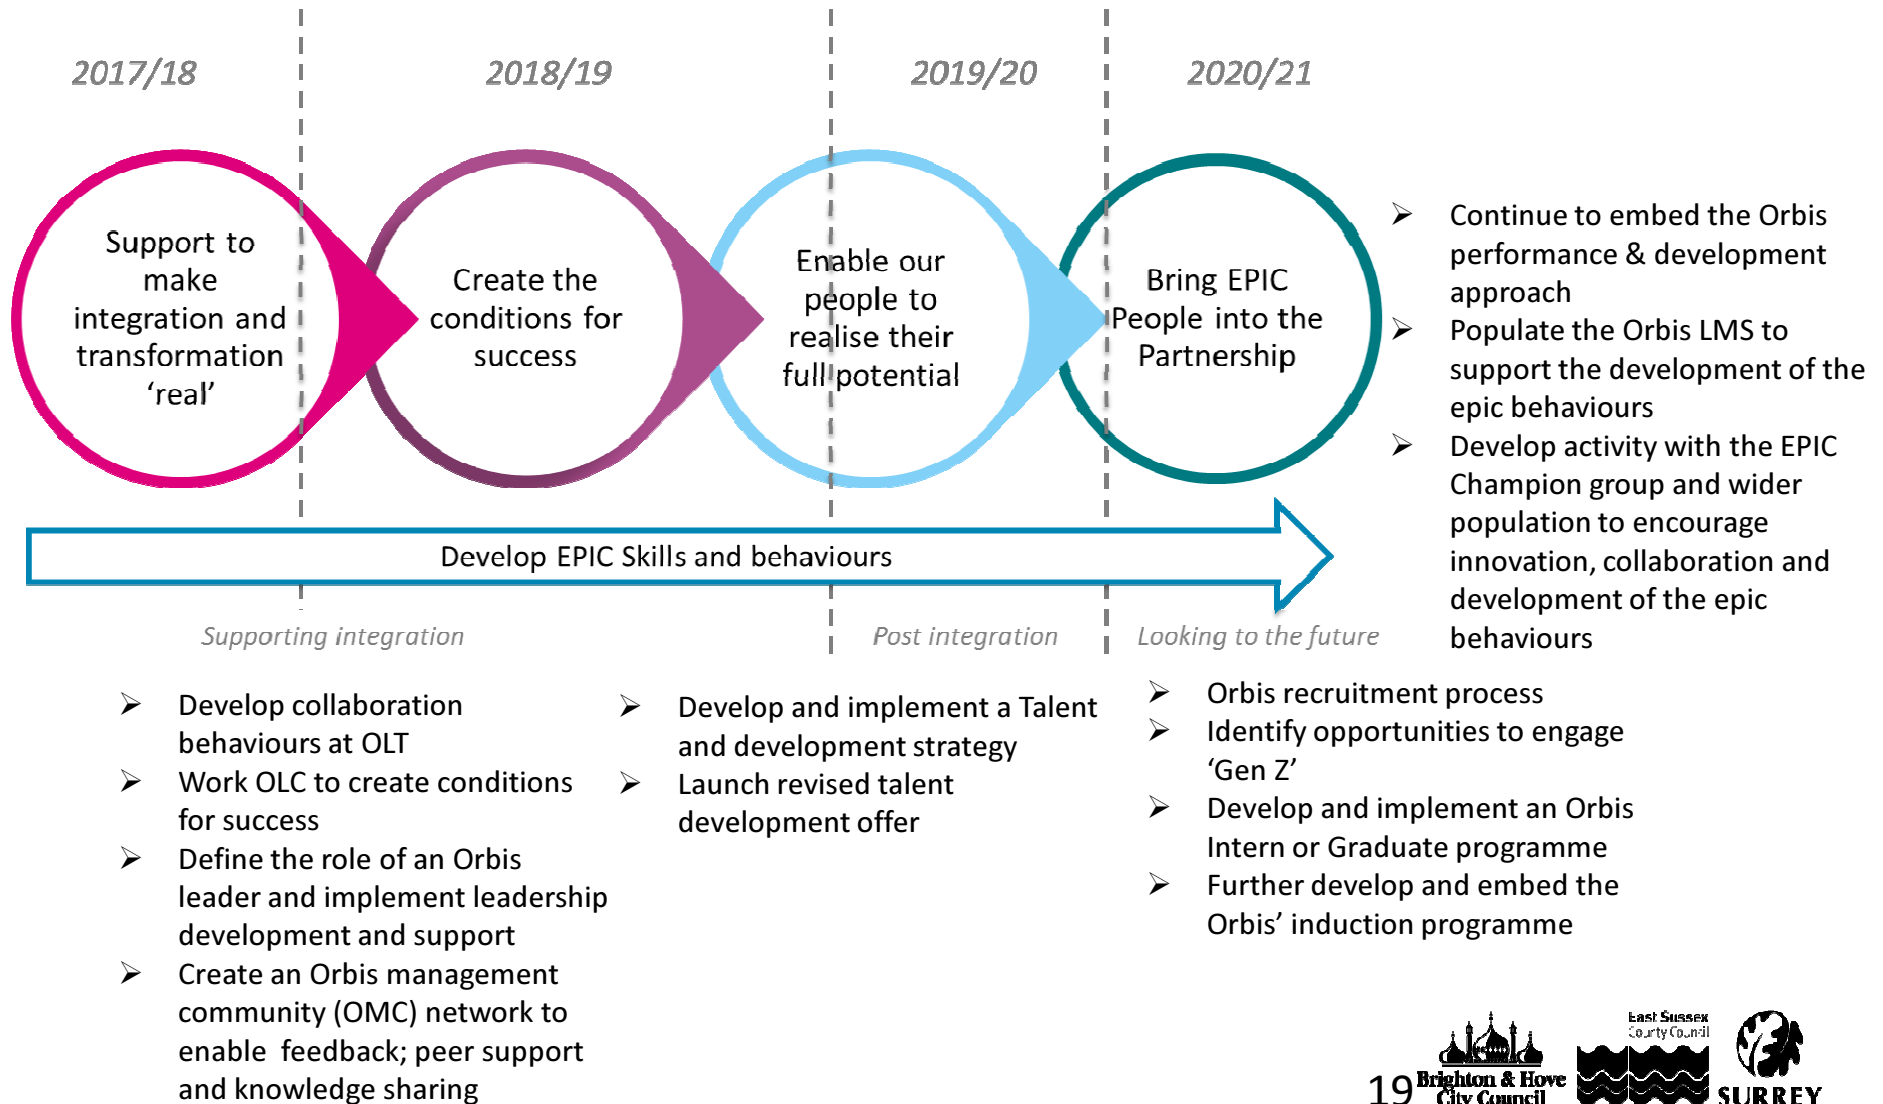 2017/18
2018/19
2019/20
2020/21
Support to
make
integration and
transformation
‘real’
Create the
conditions for
success
Enable our
people to
realise their
full potential
Bring EPIC
People into the
Partnership
Develop EPIC Skills and behaviours
Supporting integration
Post integration
Looking to the future
➢ Continue to embed the Orbis
performance & development
approach
➢ Populate the Orbis LMS to
support the development of the
epic behaviours
➢ Develop activity with the EPIC
Champion group and wider
population to encourage
innovation, collaboration and
development of the epic
behaviours
➢ Develop collaboration
behaviours at OLT
➢ Work OLC to create conditions
for success
➢ Define the role of an Orbis
leader and implement leadership
development and support
➢ Create an Orbis management
community (OMC) network to
enable feedback; peer support
and knowledge sharing
➢ Develop and implement a Talent
and development strategy
➢ Launch revised talent
development offer
➢ Orbis recruitment process
➢ Identify opportunities to engage
‘Gen Z’
➢ Develop and implement an Orbis
Intern or Graduate programme
➢ Further develop and embed the
Orbis’ induction programme
19
Brighton & Hove
City Council
East Sussex
County Council
SURREY